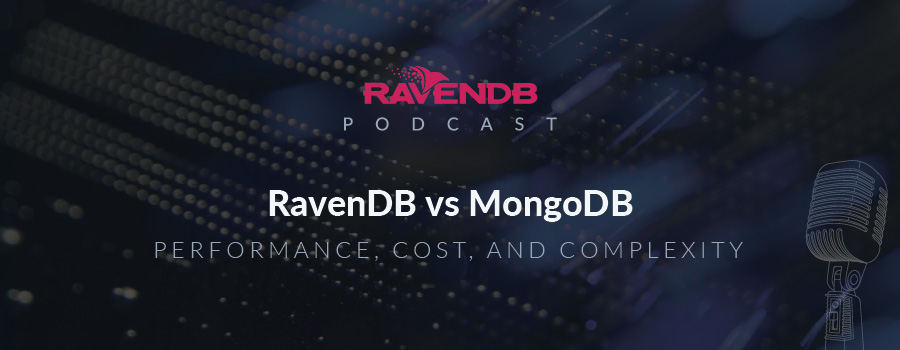 RAVENDB
PODCAST
RavenDB vs MongoDB
PERFORMANCE, COST, AND COMPLEXITY